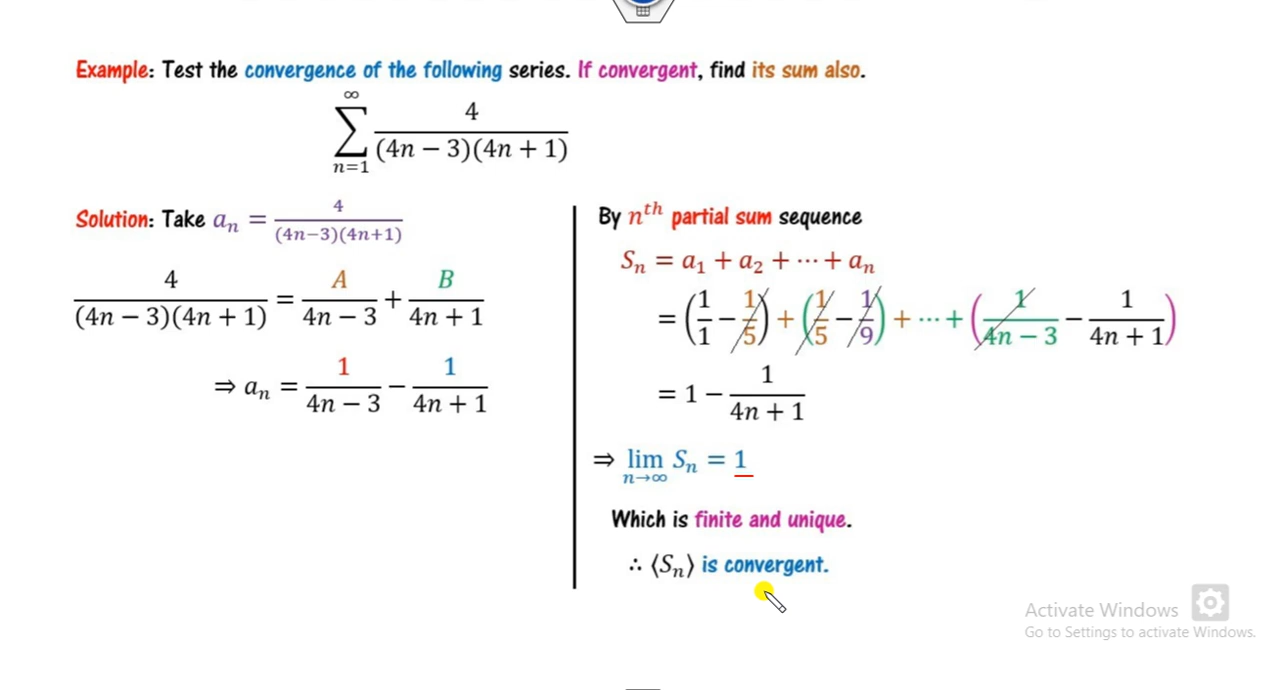 Example: Test the convergence of the following series. If convergent, find its sum also.
∑_{n=1}^{∞} 4/((4n − 3)(4n + 1))
Solution: Take a_n = 4/((4n−3)(4n+1))
4/((4n − 3)(4n + 1)) = A/(4n − 3) + B/(4n + 1)
⇒ a_n = 1/(4n − 3) − 1/(4n + 1)
By n^{th} partial sum sequence
S_n = a_1 + a_2 + ⋯ + a_n
= (1/1 − 1/5) + (1/5 − 1/9) + ⋯ + (1/(4n − 3) − 1/(4n + 1))
= 1 − 1/(4n + 1)
⇒ lim_{n→∞} S_n = 1
Which is finite and unique.
∴ ⟨S_n⟩ is convergent.
Activate Windows
Go to Settings to activate Windows.